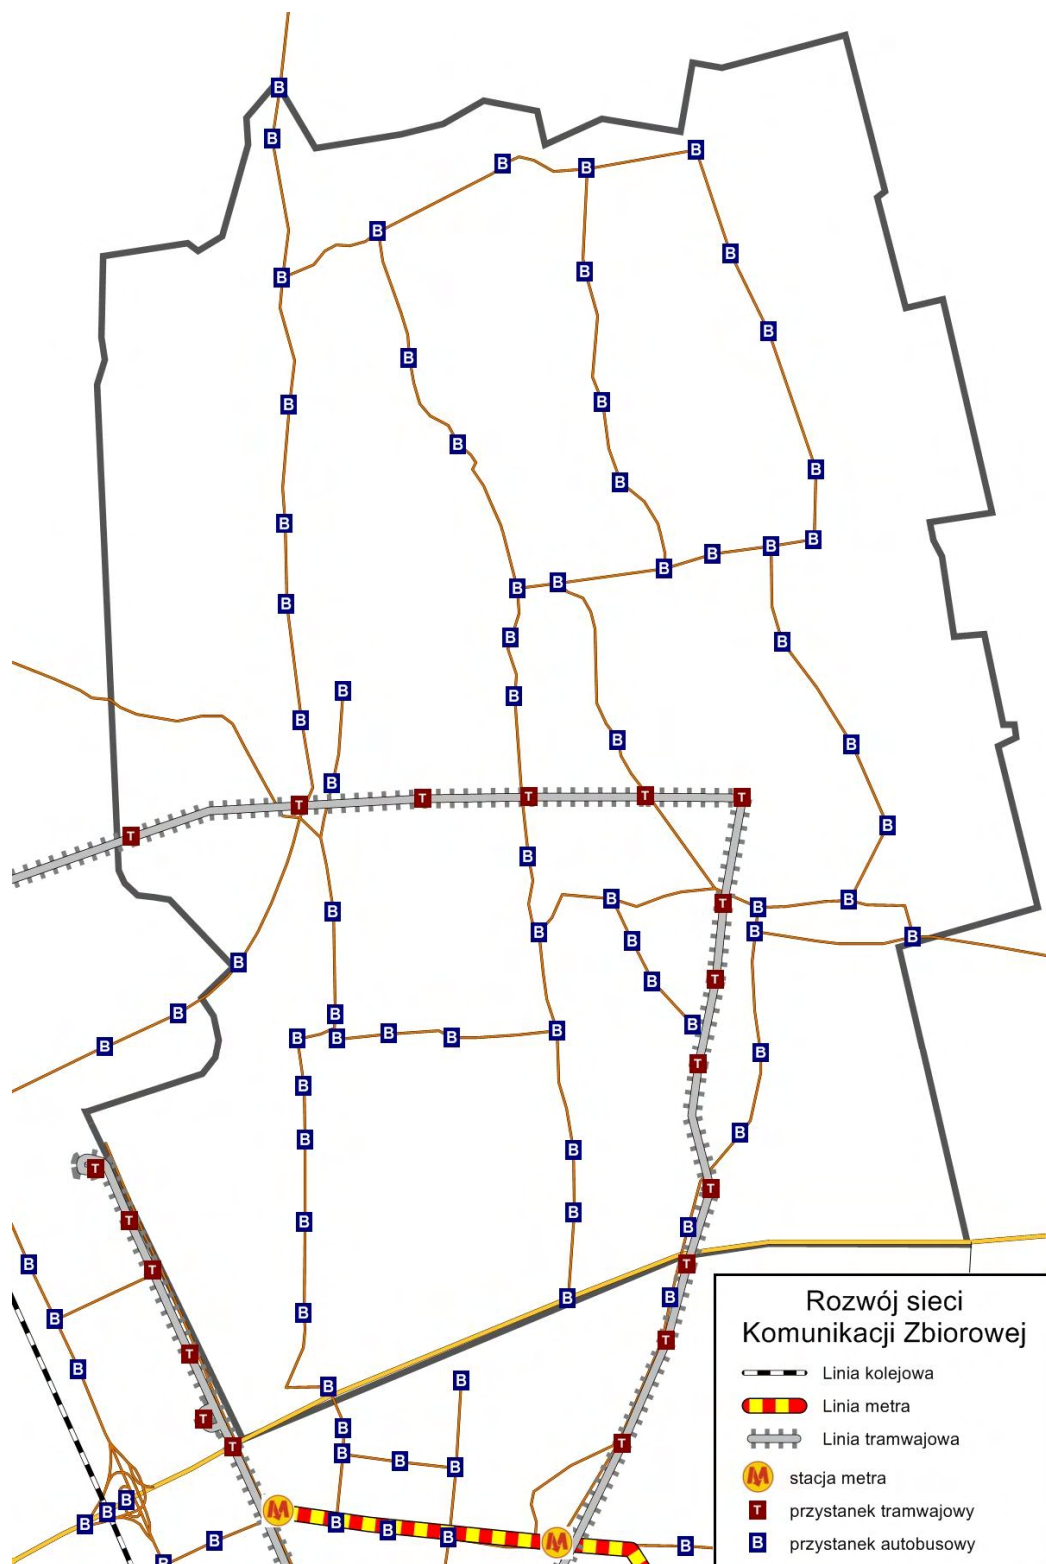 Rozwój sieci
Komunikacji Zbiorowej
Linia kolejowa
Linia metra
Linia tramwajowa
stacja metra
T przystanek tramwajowy
B przystanek autobusowy